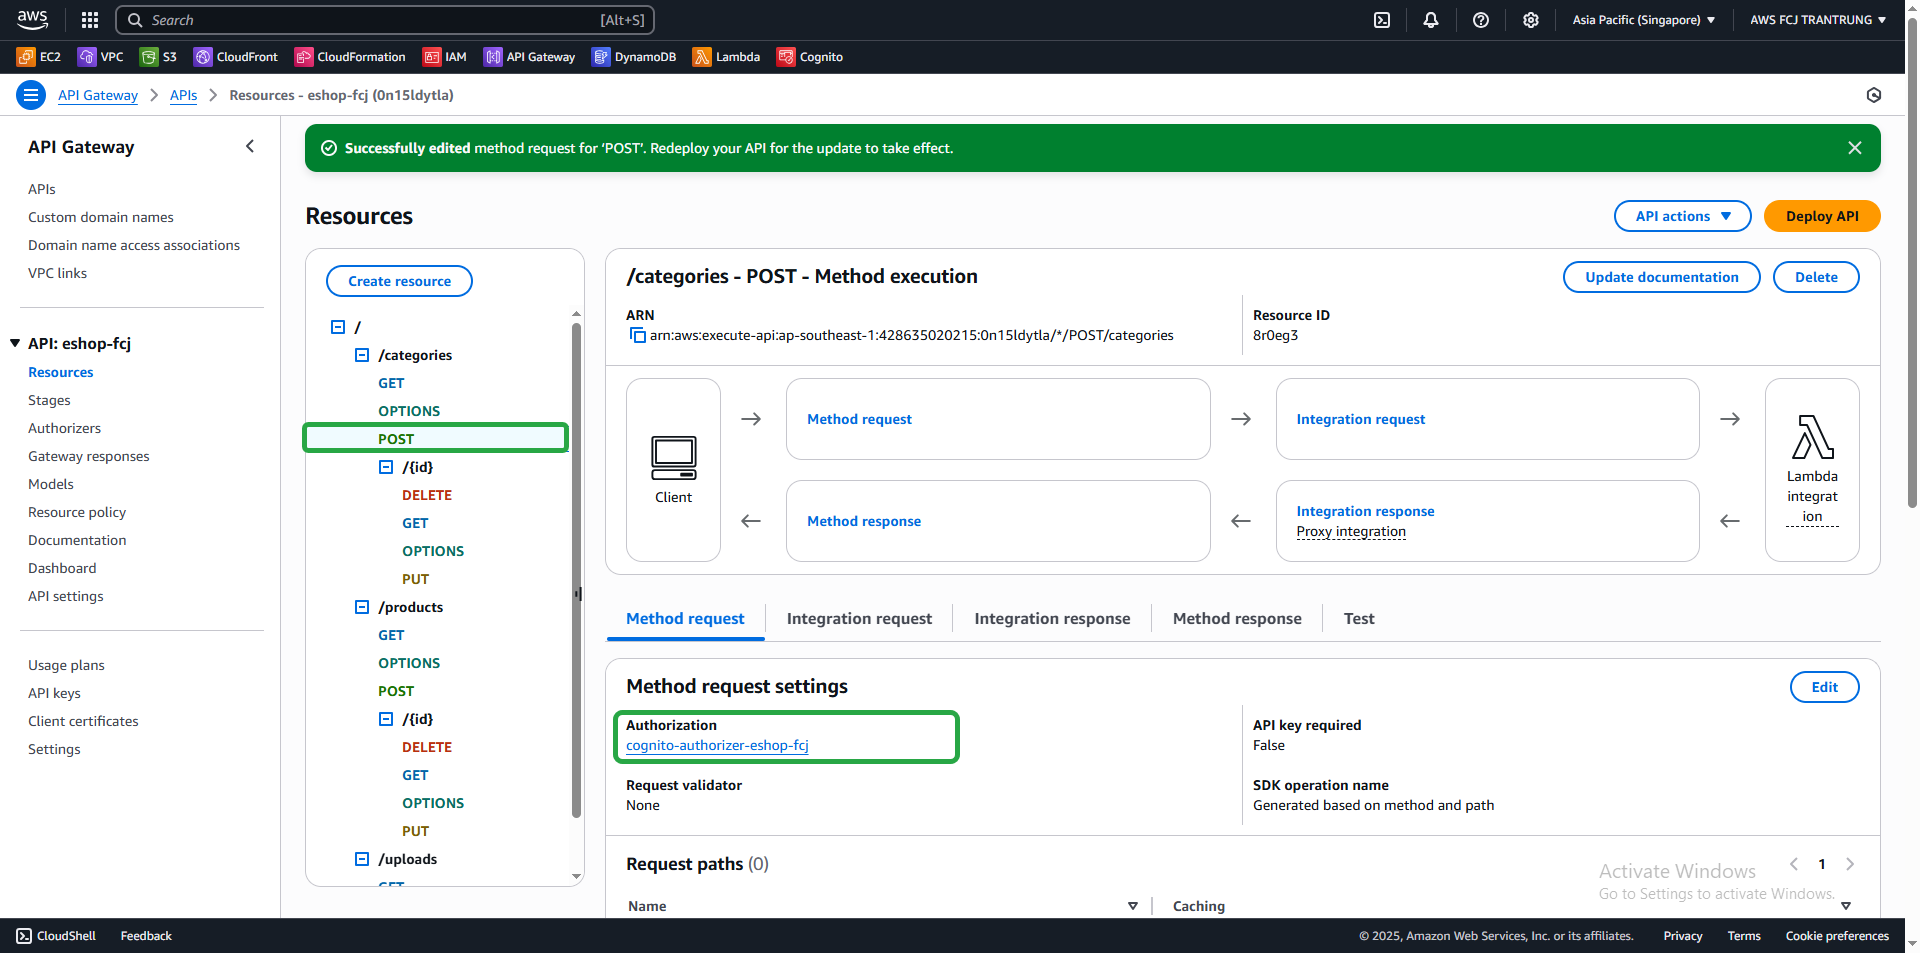 aws
Search [Alt+S]
Asia Pacific (Singapore) ▼
AWS FCJ TRANTRUNG ▼
EC2 VPC S3 CloudFront CloudFormation IAM API Gateway DynamoDB Lambda Cognito
API Gateway > APIs > Resources - eshop-fcj (0n15ldytla)
API Gateway
APIs
Custom domain names
Domain name access associations
VPC links
API: eshop-fcj
Resources
Stages
Authorizers
Gateway responses
Models
Resource policy
Documentation
Dashboard
API settings
Usage plans
API keys
Client certificates
Settings
Successfully edited method request for ‘POST’. Redeploy your API for the update to take effect.
Resources
API actions ▼
Deploy API
Create resource
/
/categories
GET
OPTIONS
POST
/{id}
DELETE
GET
OPTIONS
PUT
/products
GET
OPTIONS
POST
/{id}
DELETE
GET
OPTIONS
PUT
/uploads
GET
/categories - POST - Method execution
Update documentation
Delete
ARN
arn:aws:execute-api:ap-southeast-1:428635020215:0n15ldytla/*/POST/categories
Resource ID
8r0eg3
Client
Method request
Integration request
Method response
Integration response
Proxy integration
Lambda
integrat
ion
Method request
Integration request
Integration response
Method response
Test
Method request settings
Edit
Authorization
cognito-authorizer-eshop-fcj
API key required
False
Request validator
None
SDK operation name
Generated based on method and path
Request paths (0)
1
Name
Caching
Activate Windows
Go to Settings to activate Windows.
CloudShell
Feedback
© 2025, Amazon Web Services, Inc. or its affiliates.
Privacy
Terms
Cookie preferences